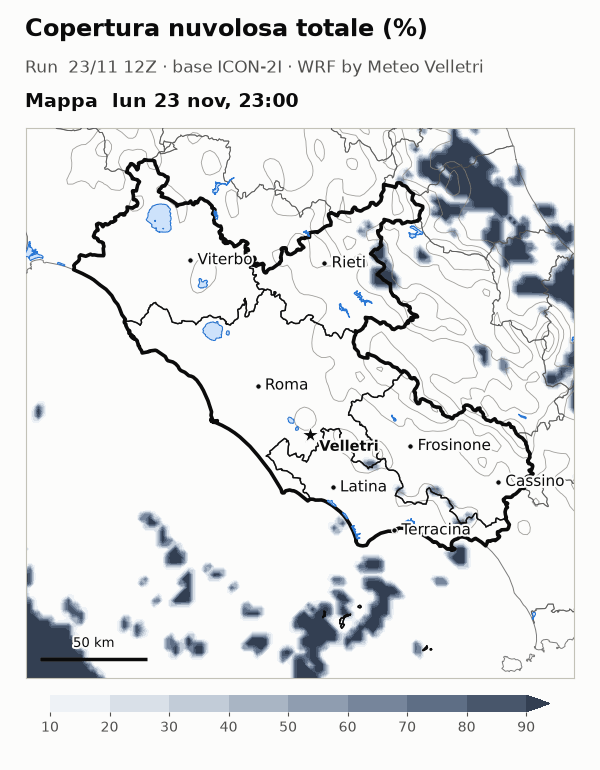 Copertura nuvolosa totale (%)
Run  23/11 12Z · base ICON-2I · WRF by Meteo Velletri
Mappa  lun 23 nov, 23:00
Viterbo
Rieti
Roma
Velletri
Frosinone
Cassino
Latina
Terracina
50 km
10 20 30 40 50 60 70 80 90